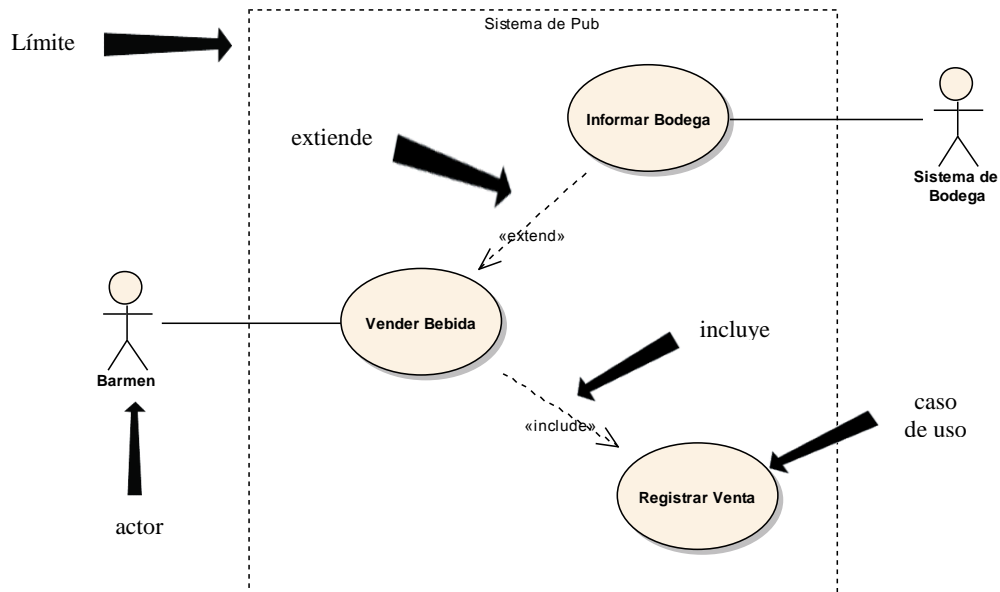 Sistema de Pub
Límite
Informar Bodega
extiende
Sistema de
Bodega
«extend»
Vender Bebida
incluye
Barmen
caso
de uso
«include»
Registrar Venta
actor